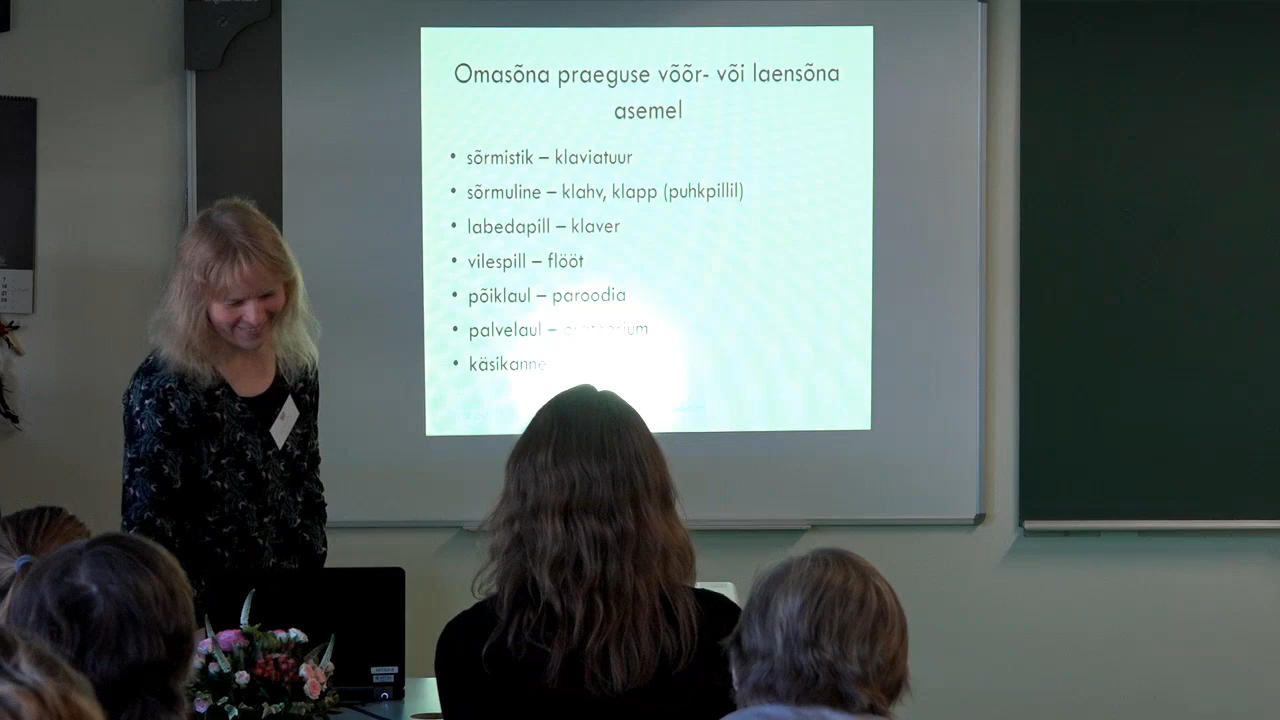 Omasõna praeguse võõr- või laensõna
asemel
• sõrmistik – klaviatuur
• sõrmuline – klahv, klapp (puhkpillil)
• labedapill – klaver
• vilespill – flööt
• põiklaul – paroodia
• palvelaul –
• käsikanne